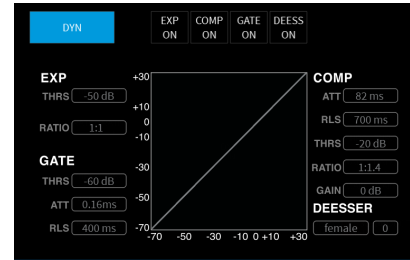 DYN
EXP ON
COMP ON
GATE ON
DEESS ON
EXP
THRS -50 dB
RATIO 1:1
GATE
THRS -60 dB
ATT 0.16ms
RLS 400 ms
+30
+10
0
-10
-30
-50
-70
-70 -50 -30 -10 0 +10 +30
COMP
ATT 82 ms
RLS 700 ms
THRS -20 dB
RATIO 1:1.4
GAIN 0 dB
DEESSER
female 0